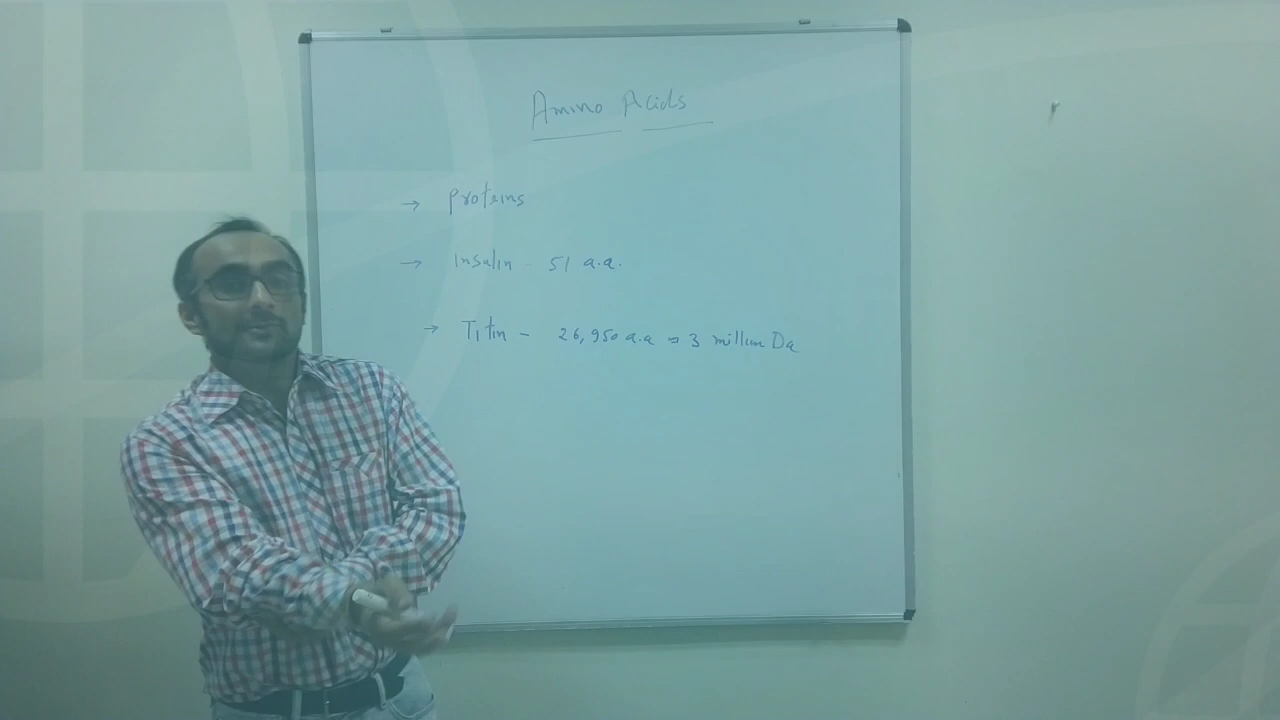 Amino Acids
→ Proteins
→ Insulin - 51 a.a.
→ Titin - 26,950 a.a ≈ 3 million Da